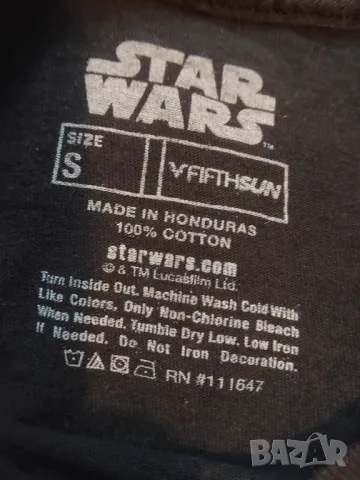 STAR
WARS
TM
SIZE
S
FIFTHSUN
MADE IN HONDURAS
100% COTTON
starwars.com
© & TM Lucasfilm Ltd.
Turn Inside Out. Machine Wash Cold With
Like Colors, Only Non-Chlorine Bleach
When Needed. Tumble Dry Low. Low Iron
If Needed. Do Not Iron Decoration.
RN #111647
bazar